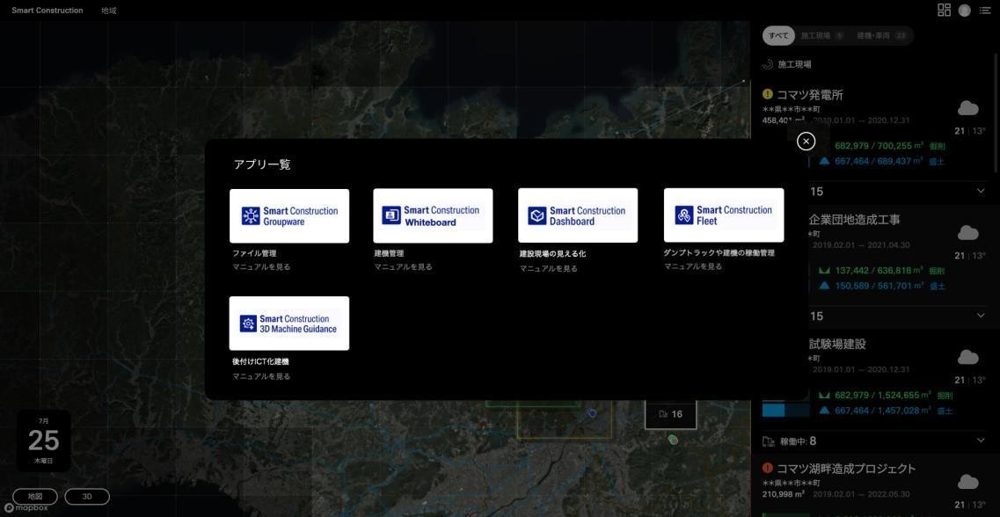 Smart Construction 地域
すべて 施工現場 5 建機・車両 23
施工現場
コマツ発電所
**県**市**町
458,401 m² 2019.01.01 — 2020.12.31
21 | 13°
682,979 / 700,255 m³ 掘削
667,464 / 689,437 m³ 盛土
15
企業団地造成工事
*町
2019.02.01 — 2021.04.30
21 | 13°
137,442 / 636,818 m³ 掘削
150,589 / 561,701 m³ 盛土
15
試験場建設
*町
2019.01.01 — 2020.12.31
21 | 13°
682,979 / 1,524,655 m³ 掘削
667,464 / 1,457,028 m³ 盛土
稼働中: 8
コマツ湖畔造成プロジェクト
**県**市**町
210,998 m² 2019.02.02 — 2022.05.30
21 | 13°
アプリ一覧
Smart Construction
Groupware
ファイル管理
マニュアルを見る
Smart Construction
Whiteboard
建機管理
マニュアルを見る
Smart Construction
Dashboard
建設現場の見える化
マニュアルを見る
Smart Construction
Fleet
ダンプトラックや建機の稼働管理
マニュアルを見る
Smart Construction
3D Machine Guidance
後付けICT化建機
マニュアルを見る
16
7月
25
木曜日
地図 3D
mapbox